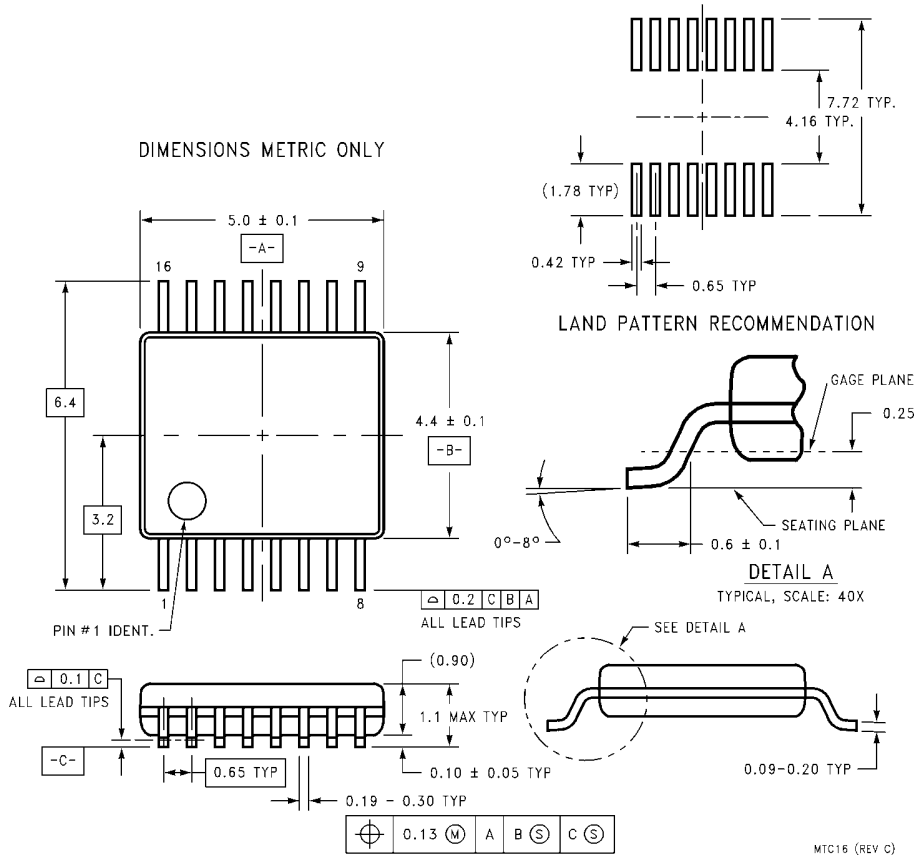 7.72 TYP.
4.16 TYP.
DIMENSIONS METRIC ONLY
(1.78 TYP)
5.0 ± 0.1
-A-
0.42 TYP
0.65 TYP
16
9
LAND PATTERN RECOMMENDATION
GAGE PLANE
0.25
6.4
4.4 ± 0.1
-B-
3.2
SEATING PLANE
0°-8°
0.6 ± 0.1
DETAIL A
TYPICAL, SCALE: 40X
1
8
⌓ 0.2 C B A
ALL LEAD TIPS
PIN #1 IDENT.
SEE DETAIL A
(0.90)
⌓ 0.1 C
ALL LEAD TIPS
1.1 MAX TYP
-C-
0.65 TYP
0.10 ± 0.05 TYP
0.09-0.20 TYP
0.19 - 0.30 TYP
⌖ 0.13 Ⓜ A B Ⓢ C Ⓢ
MTC16 (REV C)